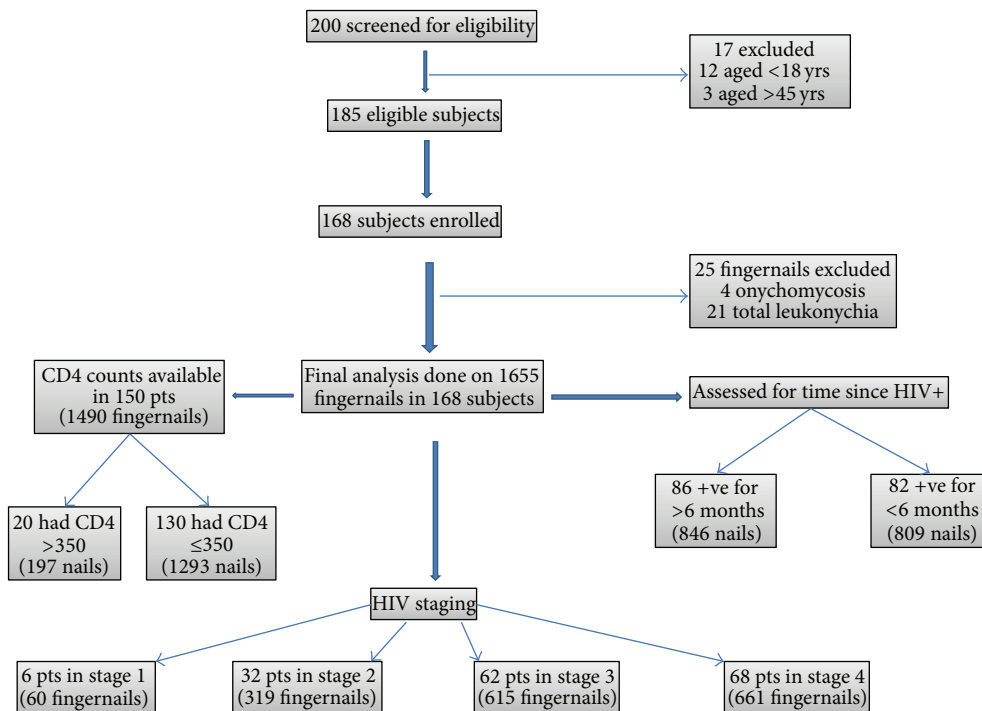 200 screened for eligibility
17 excluded
12 aged <18 yrs
3 aged >45 yrs
185 eligible subjects
168 subjects enrolled
25 fingernails excluded
4 onychomycosis
21 total leukonychia
CD4 counts available
in 150 pts
(1490 fingernails)
Final analysis done on 1655
fingernails in 168 subjects
Assessed for time since HIV+
86 +ve for
>6 months
(846 nails)
82 +ve for
<6 months
(809 nails)
20 had CD4
>350
(197 nails)
130 had CD4
≤350
(1293 nails)
HIV staging
6 pts in stage 1
(60 fingernails)
32 pts in stage 2
(319 fingernails)
62 pts in stage 3
(615 fingernails)
68 pts in stage 4
(661 fingernails)